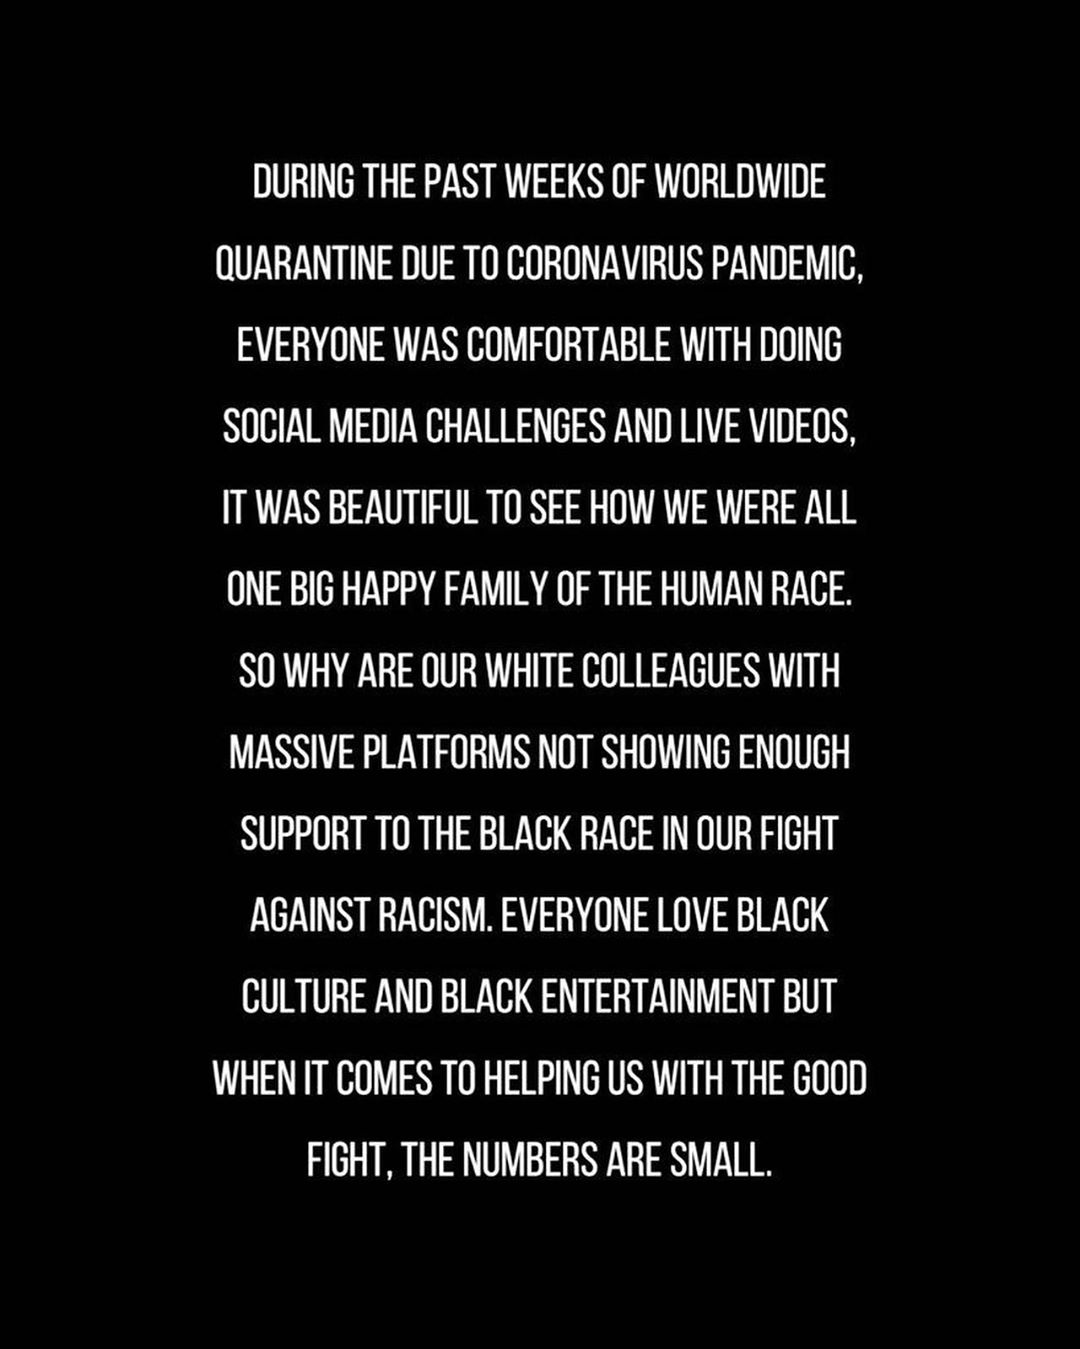 DURING THE PAST WEEKS OF WORLDWIDE
QUARANTINE DUE TO CORONAVIRUS PANDEMIC,
EVERYONE WAS COMFORTABLE WITH DOING
SOCIAL MEDIA CHALLENGES AND LIVE VIDEOS,
IT WAS BEAUTIFUL TO SEE HOW WE WERE ALL
ONE BIG HAPPY FAMILY OF THE HUMAN RACE.
SO WHY ARE OUR WHITE COLLEAGUES WITH
MASSIVE PLATFORMS NOT SHOWING ENOUGH
SUPPORT TO THE BLACK RACE IN OUR FIGHT
AGAINST RACISM. EVERYONE LOVE BLACK
CULTURE AND BLACK ENTERTAINMENT BUT
WHEN IT COMES TO HELPING US WITH THE GOOD
FIGHT, THE NUMBERS ARE SMALL.